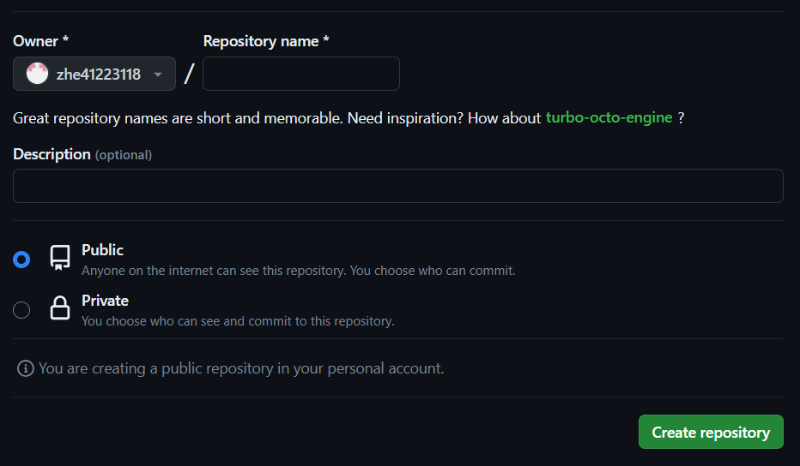 Owner * Repository name *
zhe41223118 /
Great repository names are short and memorable. Need inspiration? How about turbo-octo-engine ?
Description (optional)
Public
Anyone on the internet can see this repository. You choose who can commit.
Private
You choose who can see and commit to this repository.
You are creating a public repository in your personal account.
Create repository